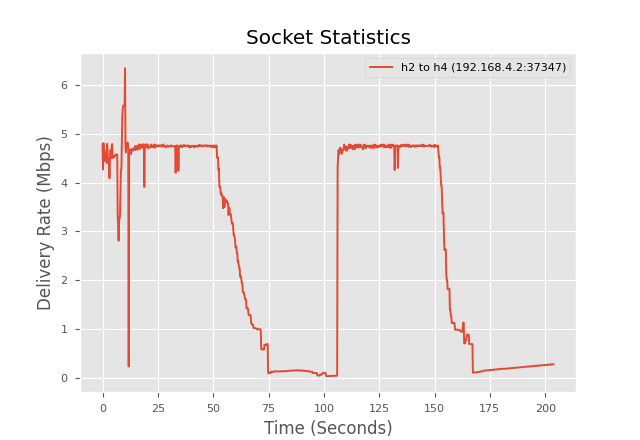 Socket Statistics
h2 to h4 (192.168.4.2:37347)
Delivery Rate (Mbps)
6
5
4
3
2
1
0
0 25 50 75 100 125 150 175 200
Time (Seconds)